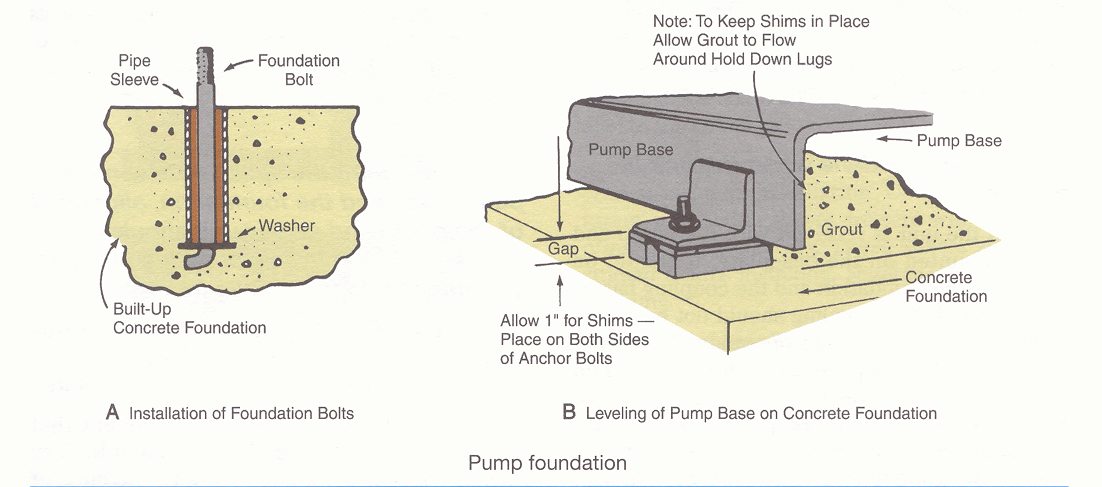 Pipe
Sleeve
Foundation
Bolt
Washer
Built-Up
Concrete Foundation
A Installation of Foundation Bolts
Note: To Keep Shims in Place
Allow Grout to Flow
Around Hold Down Lugs
Pump Base
Pump Base
Grout
Gap
Concrete
Foundation
Allow 1" for Shims —
Place on Both Sides
of Anchor Bolts
B Leveling of Pump Base on Concrete Foundation
Pump foundation